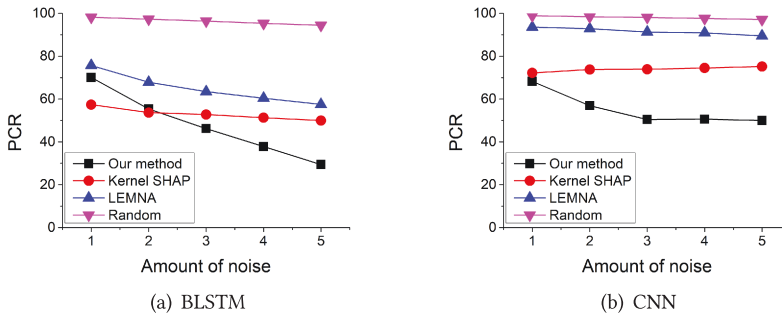 100
80
60
40
20
0
PCR
Our method
Kernel SHAP
LEMNA
Random
1 2 3 4 5
Amount of noise
(a) BLSTM
100
80
60
40
20
0
PCR
Our method
Kernel SHAP
LEMNA
Random
1 2 3 4 5
Amount of noise
(b) CNN